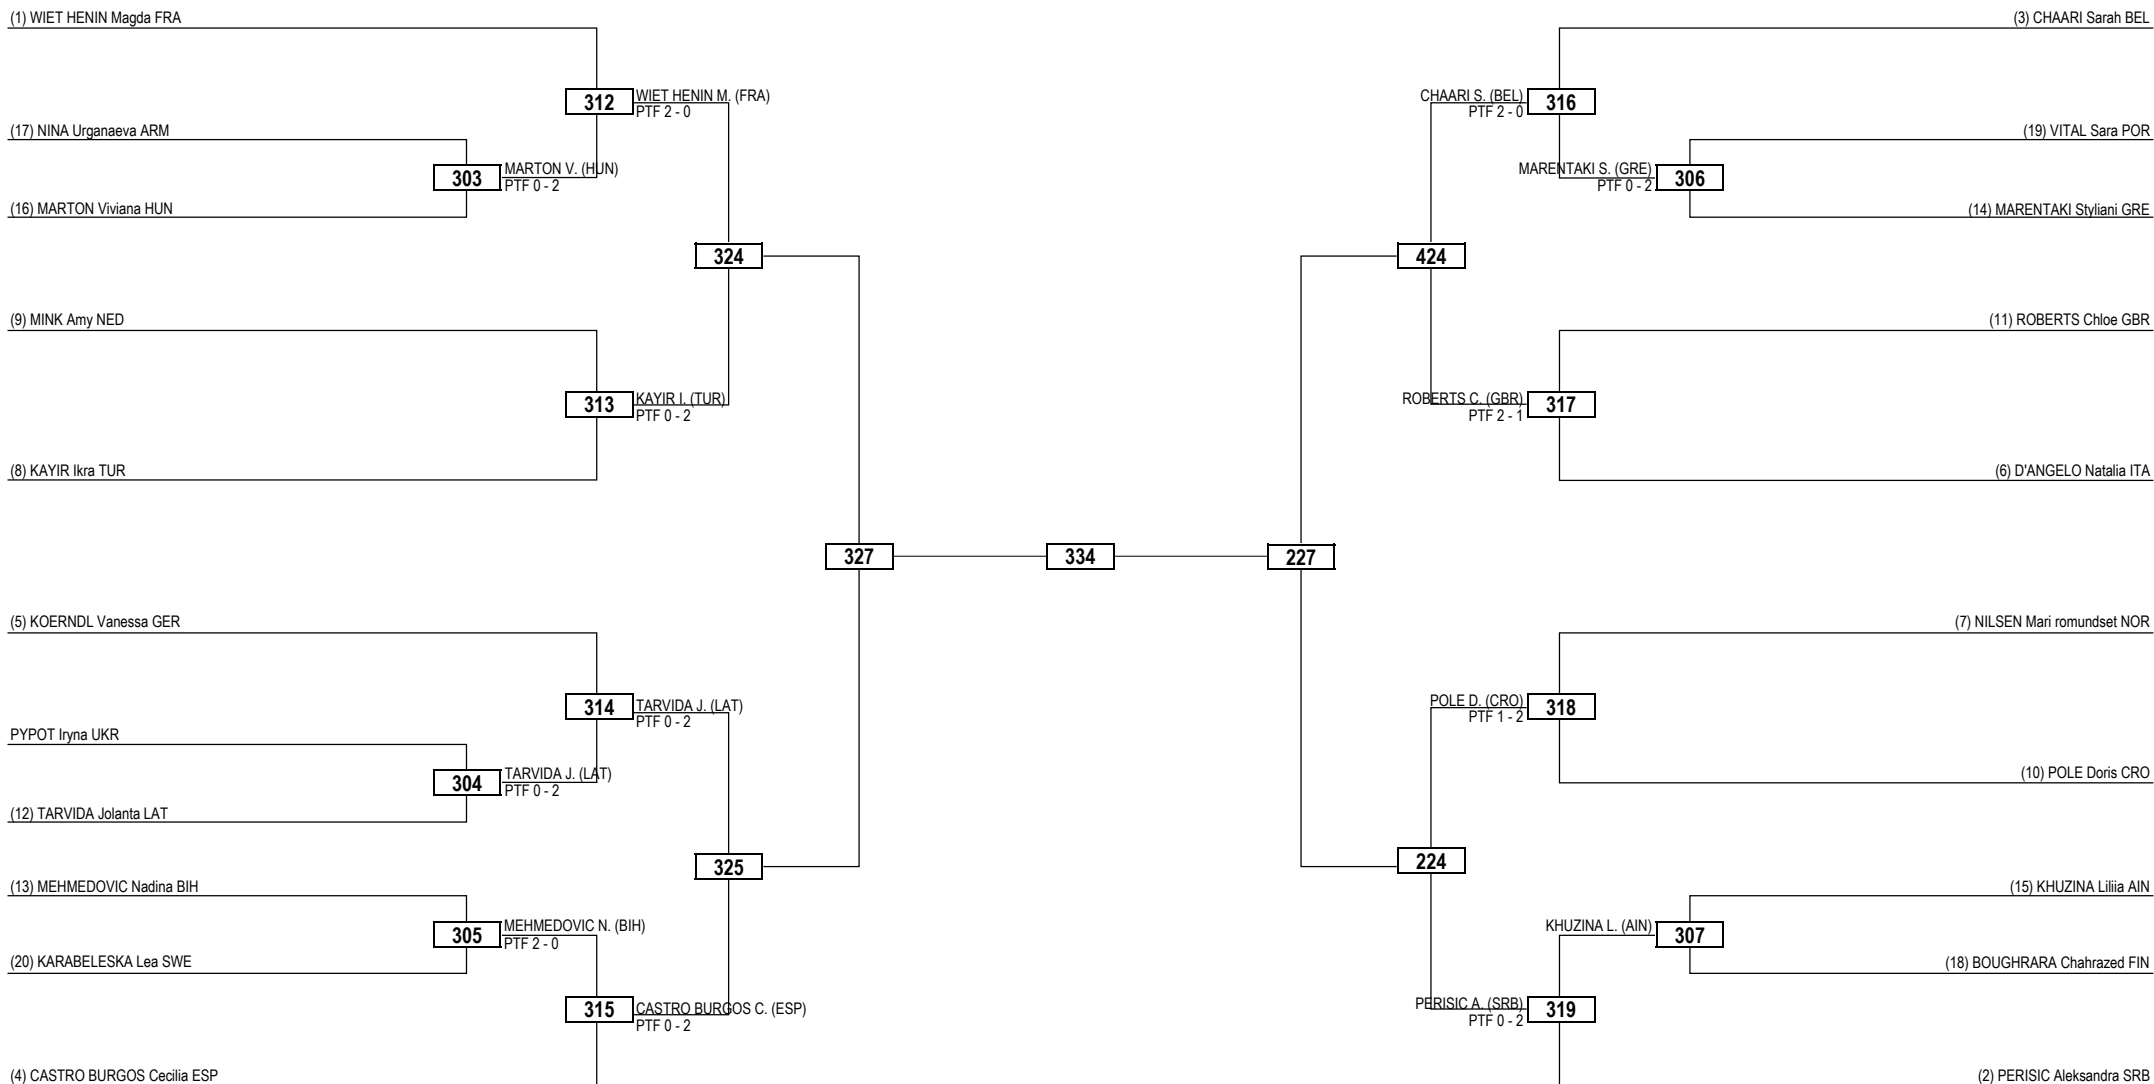 (1) WIET HENIN Magda FRA
312
WIET HENIN M. (FRA)
PTF 2 - 0
(17) NINA Urganaeva ARM
303
MARTON V. (HUN)
PTF 0 - 2
(16) MARTON Viviana HUN
324
(9) MINK Amy NED
313
KAYIR I. (TUR)
PTF 0 - 2
(8) KAYIR Ikra TUR
327
(5) KOERNDL Vanessa GER
314
TARVIDA J. (LAT)
PTF 0 - 2
PYPOT Iryna UKR
304
TARVIDA J. (LAT)
PTF 0 - 2
(12) TARVIDA Jolanta LAT
325
(13) MEHMEDOVIC Nadina BIH
305
MEHMEDOVIC N. (BIH)
PTF 2 - 0
(20) KARABELESKA Lea SWE
315
CASTRO BURGOS C. (ESP)
PTF 0 - 2
(4) CASTRO BURGOS Cecilia ESP
334
(3) CHAARI Sarah BEL
CHAARI S. (BEL)
PTF 2 - 0
316
(19) VITAL Sara POR
MARENTAKI S. (GRE)
PTF 0 - 2
306
(14) MARENTAKI Styliani GRE
424
(11) ROBERTS Chloe GBR
ROBERTS C. (GBR)
PTF 2 - 1
317
(6) D'ANGELO Natalia ITA
227
(7) NILSEN Mari romundset NOR
POLE D. (CRO)
PTF 1 - 2
318
(10) POLE Doris CRO
224
(15) KHUZINA Liliia AIN
KHUZINA L. (AIN)
307
(18) BOUGHRARA Chahrazed FIN
PERISIC A. (SRB)
PTF 0 - 2
319
(2) PERISIC Aleksandra SRB